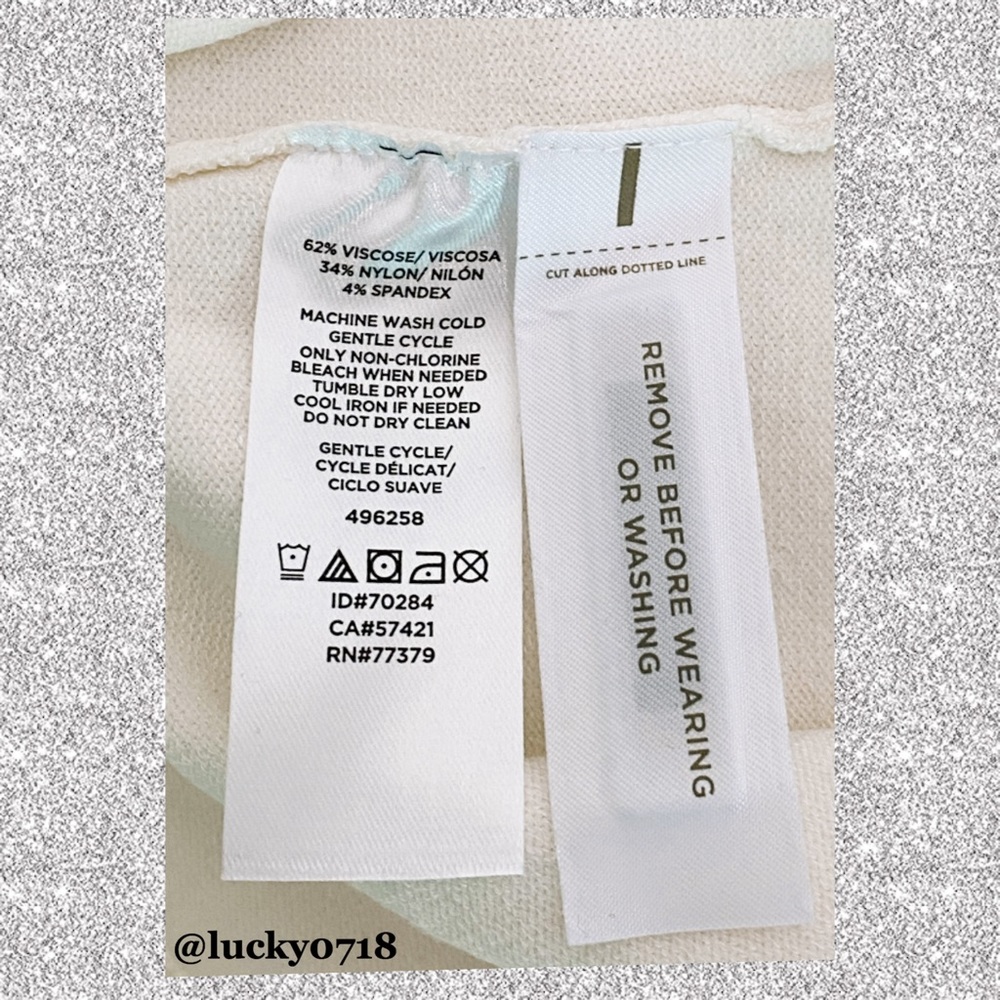 62% VISCOSE/ VISCOSA
34% NYLON/ NILÓN
4% SPANDEX
MACHINE WASH COLD
GENTLE CYCLE
ONLY NON-CHLORINE
BLEACH WHEN NEEDED
TUMBLE DRY LOW
COOL IRON IF NEEDED
DO NOT DRY CLEAN
GENTLE CYCLE/
CYCLE DÉLICAT/
CICLO SUAVE
496258
ID#70284
CA#57421
RN#77379
CUT ALONG DOTTED LINE
REMOVE BEFORE WEARING
OR WASHING
@lucky0718